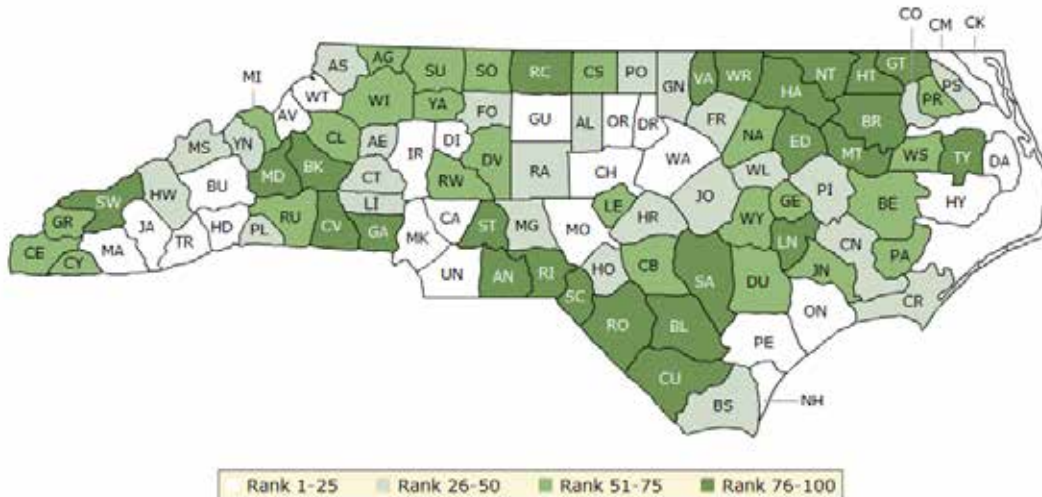 CO
CM CK
AS AG SU SO RC CS PO GN VA WR NT HT GT
MI WT WI YA FO HA PR PS
AV GU AL OR DR FR BR
MS YN CL AE IR DI DV NA ED MT WS TY DA
MD BK CT RW RA CH WA WL
SW HW BU LI JO PI BE HY
GR JA HD RU CV GA CA ST MG LE HR WY GE
CE CY MA TR PL MK MO LN CN PA
UN AN RI HO CB SA DU JN
SC CR
RO BL ON
PE
CU
BS NH
Rank 1-25 Rank 26-50 Rank 51-75 Rank 76-100